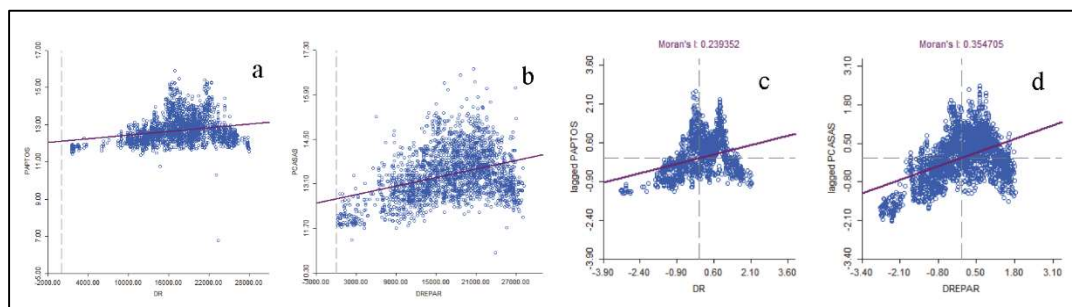 a
17.00
15.00
13.00
11.00
9.00
7.00
5.00
PAPTOS
-2000.00 4000.00 10000.00 16000.00 22000.00 28000.00
DR
b
17.30
15.90
14.50
13.10
11.70
10.30
PCASAS
-3000.00 3000.00 9000.00 15000.00 21000.00 27000.00
DREPAR
Moran's I: 0.239352
c
3.60
2.10
0.60
-0.90
-2.40
-3.90
lagged PAPTOS
-3.90 -2.40 -0.90 0.60 2.10 3.60
DR
Moran's I: 0.354705
d
3.10
1.80
0.50
-0.80
-2.10
-3.40
lagged PCASAS
-3.40 -2.10 -0.80 0.50 1.80 3.10
DREPAR